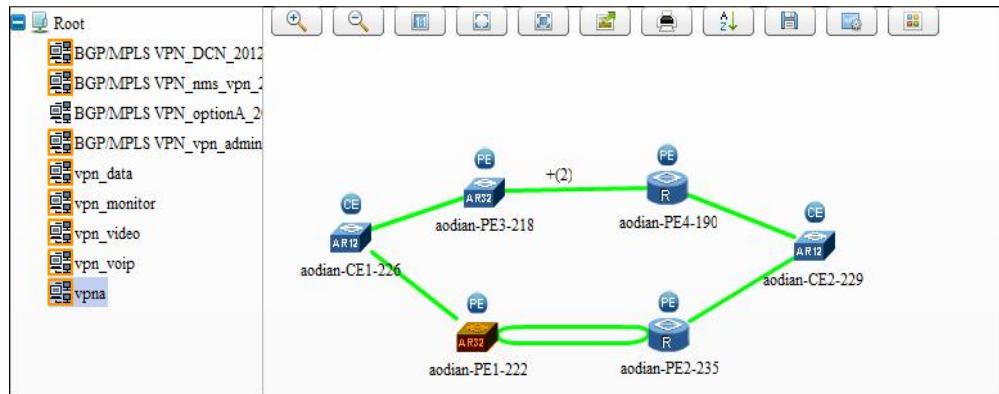 Root
BGP/MPLS VPN_DCN_2012
BGP/MPLS VPN_nms_vpn_2
BGP/MPLS VPN_optionA_20
BGP/MPLS VPN_vpn_admin
vpn_data
vpn_monitor
vpn_video
vpn_voip
vpna
A
Z
PE
+(2)
PE
AR32
R
aodian-PE3-218
aodian-PE4-190
CE
CE
AR12
AR12
aodian-CE1-226
aodian-CE2-229
PE
PE
AR32
R
aodian-PE1-222
aodian-PE2-235